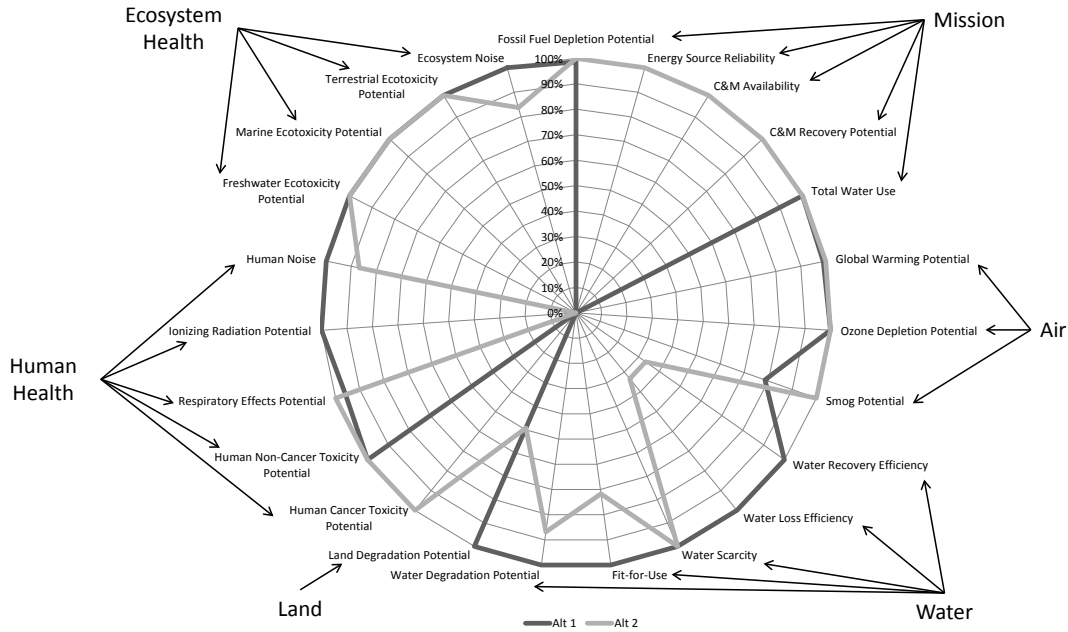 Ecosystem
Health
Mission
Fossil Fuel Depletion Potential
Energy Source Reliability
C&M Availability
C&M Recovery Potential
Total Water Use
Global Warming Potential
Ozone Depletion Potential
Smog Potential
Air
Water Recovery Efficiency
Water Loss Efficiency
Water Scarcity
Fit-for-Use
Water
Water Degradation Potential
Land Degradation Potential
Land
Human Cancer Toxicity
Potential
Human Non-Cancer Toxicity
Potential
Respiratory Effects Potential
Ionizing Radiation Potential
Human Noise
Human
Health
Freshwater Ecotoxicity
Potential
Marine Ecotoxicity Potential
Terrestrial Ecotoxicity
Potential
Ecosystem Noise
100%
90%
80%
70%
60%
50%
40%
30%
20%
10%
0%
Alt 1
Alt 2